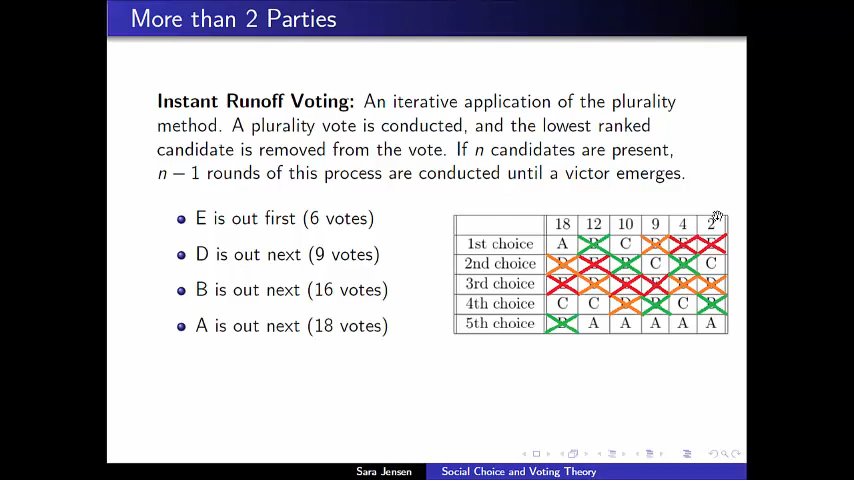 More than 2 Parties
Instant Runoff Voting: An iterative application of the plurality
method. A plurality vote is conducted, and the lowest ranked
candidate is removed from the vote. If n candidates are present,
n − 1 rounds of this process are conducted until a victor emerges.
E is out first (6 votes)
D is out next (9 votes)
B is out next (16 votes)
A is out next (18 votes)
18 12 10 9 4 2
1st choice A B C D E E
2nd choice D E B C B C
3rd choice E D E E D D
4th choice C C D B C B
5th choice B A A A A A
Sara Jensen
Social Choice and Voting Theory